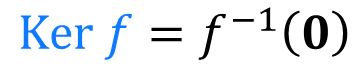 Ker f = f⁻¹(0)